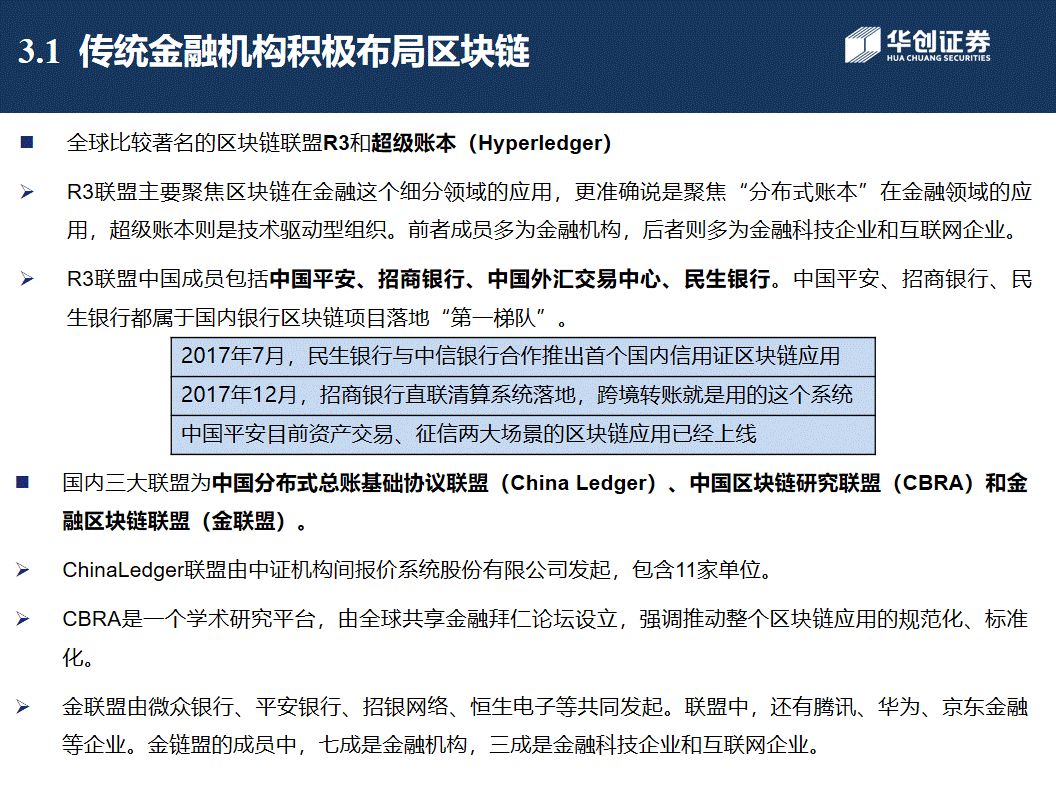 3.1 传统金融机构积极布局区块链
华创证券
HUA CHUANG SECURITIES
■ 全球比较著名的区块链联盟R3和超级账本（Hyperledger）
➢ R3联盟主要聚焦区块链在金融这个细分领域的应用，更准确说是聚焦“分布式账本”在金融领域的应
用，超级账本则是技术驱动型组织。前者成员多为金融机构，后者则多为金融科技企业和互联网企业。
➢ R3联盟中国成员包括中国平安、招商银行、中国外汇交易中心、民生银行。中国平安、招商银行、民
生银行都属于国内银行区块链项目落地“第一梯队”。
2017年7月，民生银行与中信银行合作推出首个国内信用证区块链应用
2017年12月，招商银行直联清算系统落地，跨境转账就是用的这个系统
中国平安目前资产交易、征信两大场景的区块链应用已经上线
■ 国内三大联盟为中国分布式总账基础协议联盟（China Ledger）、中国区块链研究联盟（CBRA）和金
融区块链联盟（金联盟）。
➢ ChinaLedger联盟由中证机构间报价系统股份有限公司发起，包含11家单位。
➢ CBRA是一个学术研究平台，由全球共享金融拜仁论坛设立，强调推动整个区块链应用的规范化、标准
化。
➢ 金联盟由微众银行、平安银行、招银网络、恒生电子等共同发起。联盟中，还有腾讯、华为、京东金融
等企业。金链盟的成员中，七成是金融机构，三成是金融科技企业和互联网企业。